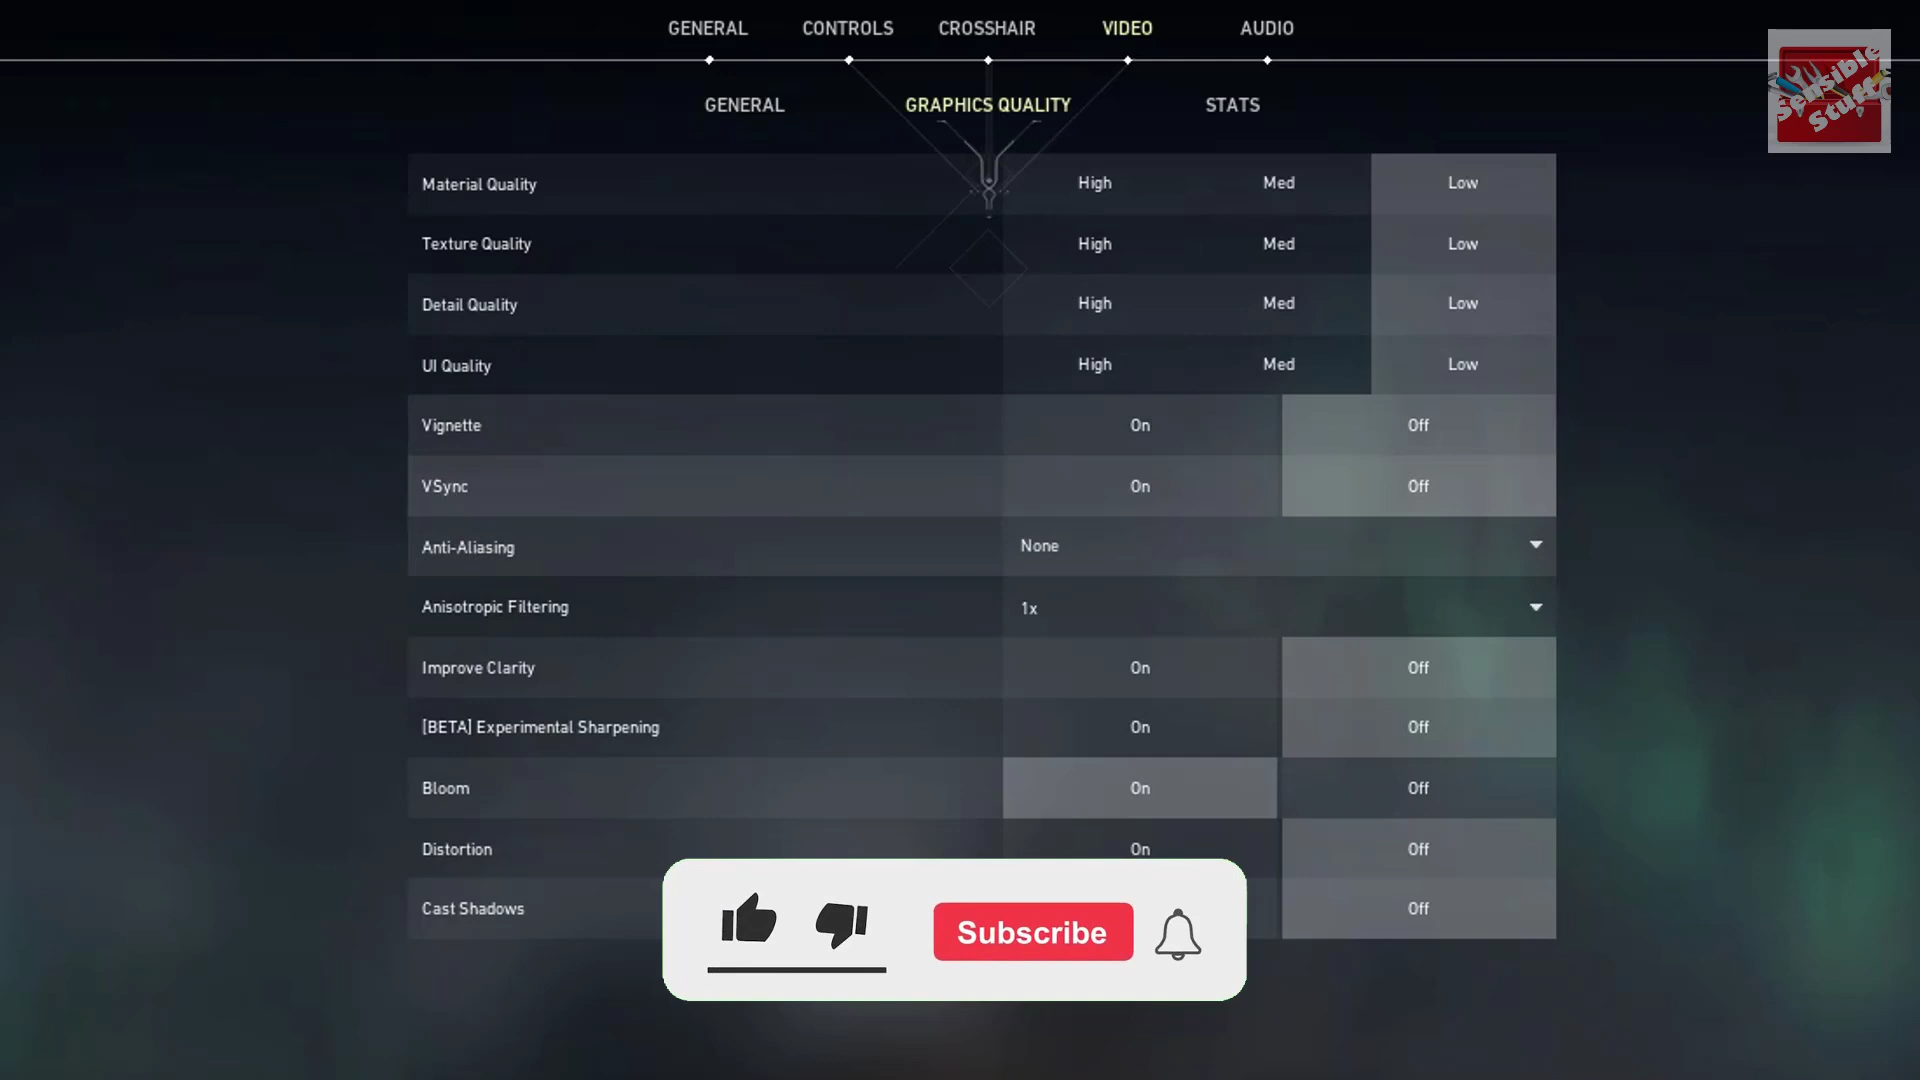 GENERAL CONTROLS CROSSHAIR VIDEO AUDIO
Sensible
Stuff
GENERAL GRAPHICS QUALITY STATS
Material Quality High Med Low
Texture Quality High Med Low
Detail Quality High Med Low
UI Quality High Med Low
Vignette On Off
VSync On Off
Anti-Aliasing None
Anisotropic Filtering 1x
Improve Clarity On Off
[BETA] Experimental Sharpening On Off
Bloom On Off
Distortion On Off
Cast Shadows Off
Subscribe